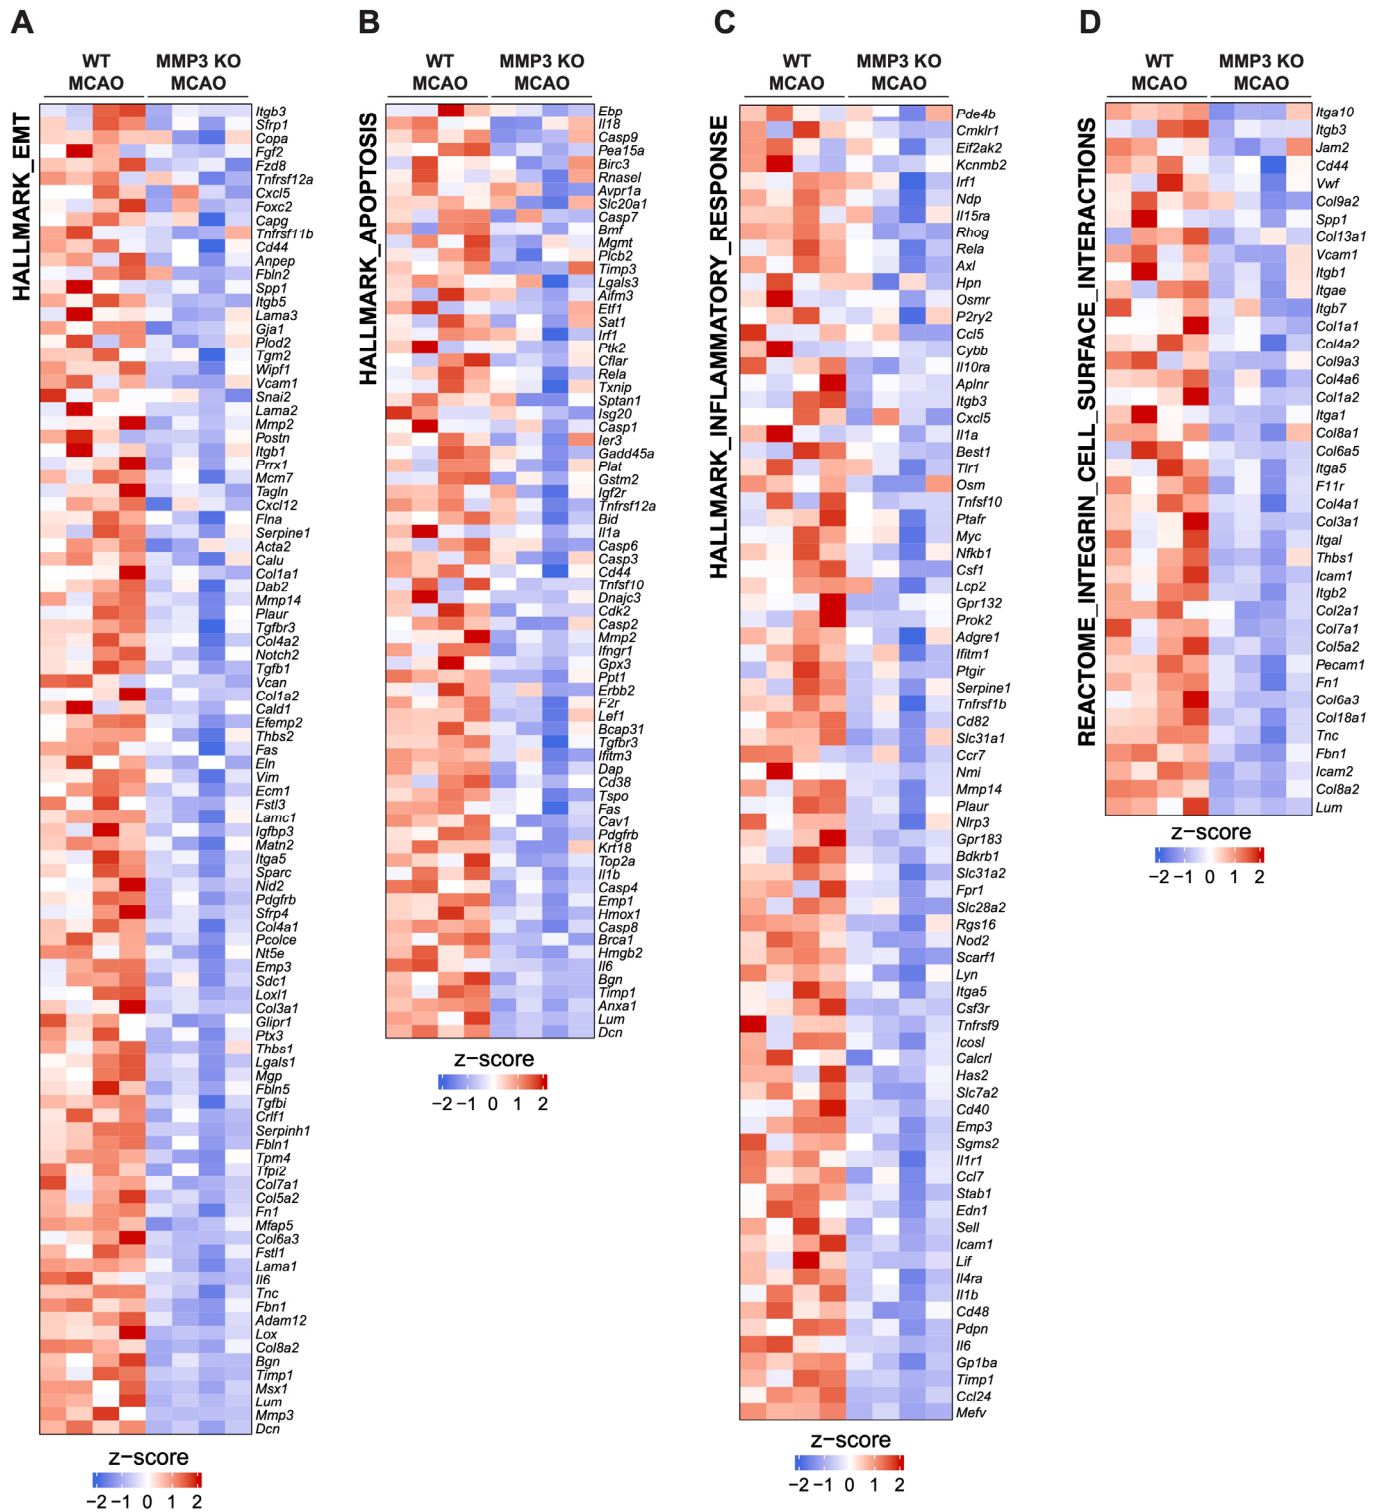 A
WT
MCAO
MMP3 KO
MCAO
HALLMARK_EMT
Itgb3
Sfrp1
Copa
Fgf2
Fzd8
Tnfrsf12a
Cxcl5
Foxc2
Capg
Tnfrsf11b
Cd44
Anpep
Fbln2
Spp1
Itgb5
Lama3
Gja1
Plod2
Tgm2
Wipf1
Vcam1
Snai2
Lama2
Mmp2
Postn
Itgb1
Prrx1
Mcm7
Tagln
Cxcl12
Flna
Serpine1
Acta2
Calu
Col1a1
Dab2
Mmp14
Plaur
Tgfbr3
Col4a2
Notch2
Tgfb1
Vcan
Col1a2
Cald1
Efemp2
Thbs2
Fas
Eln
Vim
Ecm1
Fstl3
Lamc1
Igfbp3
Matn2
Itga5
Sparc
Nid2
Pdgfrb
Sfrp4
Col4a1
Pcolce
Nt5e
Emp3
Sdc1
Loxl1
Col3a1
Glipr1
Ptx3
Thbs1
Lgals1
Mgp
Fbln5
Tgfbi
Crlf1
Serpinh1
Fbln1
Tpm4
Tfpi2
Col7a1
Col5a2
Fn1
Mfap5
Col6a3
Fstl1
Lama1
Il6
Tnc
Fbn1
Adam12
Lox
Col8a2
Bgn
Timp1
Msx1
Lum
Mmp3
Dcn
z−score
−2 −1 0 1 2
B
WT
MCAO
MMP3 KO
MCAO
HALLMARK_APOPTOSIS
Ebp
Il18
Casp9
Pea15a
Birc3
Rnasel
Avpr1a
Slc20a1
Casp7
Bmf
Mgmt
Plcb2
Timp3
Lgals3
Aifm3
Etf1
Sat1
Irf1
Ptk2
Cflar
Rela
Txnip
Sptan1
Isg20
Casp1
Ier3
Gadd45a
Plat
Gstm2
Igf2r
Tnfrsf12a
Bid
Il1a
Casp6
Casp3
Cd44
Tnfsf10
Dnajc3
Cdk2
Casp2
Mmp2
Ifngr1
Gpx3
Ppt1
Erbb2
F2r
Lef1
Bcap31
Tgfbr3
Ifitm3
Dap
Cd38
Tspo
Fas
Cav1
Pdgfrb
Krt18
Top2a
Il1b
Casp4
Emp1
Hmox1
Casp8
Brca1
Hmgb2
Il6
Bgn
Timp1
Anxa1
Lum
Dcn
z−score
−2 −1 0 1 2
C
WT
MCAO
MMP3 KO
MCAO
HALLMARK_INFLAMMATORY_RESPONSE
Pde4b
Cmklr1
Eif2ak2
Kcnmb2
Irf1
Ndp
Il15ra
Rhog
Rela
Axl
Hpn
Osmr
P2ry2
Ccl5
Cybb
Il10ra
Aplnr
Itgb3
Cxcl5
Il1a
Best1
Tlr1
Osm
Tnfsf10
Ptafr
Myc
Nfkb1
Csf1
Lcp2
Gpr132
Prok2
Adgre1
Ifitm1
Ptgir
Serpine1
Tnfrsf1b
Cd82
Slc31a1
Ccr7
Nmi
Mmp14
Plaur
Nlrp3
Gpr183
Bdkrb1
Slc31a2
Fpr1
Slc28a2
Rgs16
Nod2
Scarf1
Lyn
Itga5
Csf3r
Tnfrsf9
Icosl
Calcrl
Has2
Slc7a2
Cd40
Emp3
Sgms2
Il1r1
Ccl7
Stab1
Edn1
Sell
Icam1
Lif
Il4ra
Il1b
Cd48
Pdpn
Il6
Gp1ba
Timp1
Ccl24
Mefv
z−score
−2 −1 0 1 2
D
WT
MCAO
MMP3 KO
MCAO
REACTOME_INTEGRIN_CELL_SURFACE_INTERACTIONS
Itga10
Itgb3
Jam2
Cd44
Vwf
Col9a2
Spp1
Col13a1
Vcam1
Itgb1
Itgae
Itgb7
Col1a1
Col4a2
Col9a3
Col4a6
Col1a2
Itga1
Col8a1
Col6a5
Itga5
F11r
Col4a1
Col3a1
Itgal
Thbs1
Icam1
Itgb2
Col2a1
Col7a1
Col5a2
Pecam1
Fn1
Col6a3
Col18a1
Tnc
Fbn1
Icam2
Col8a2
Lum
z−score
−2 −1 0 1 2